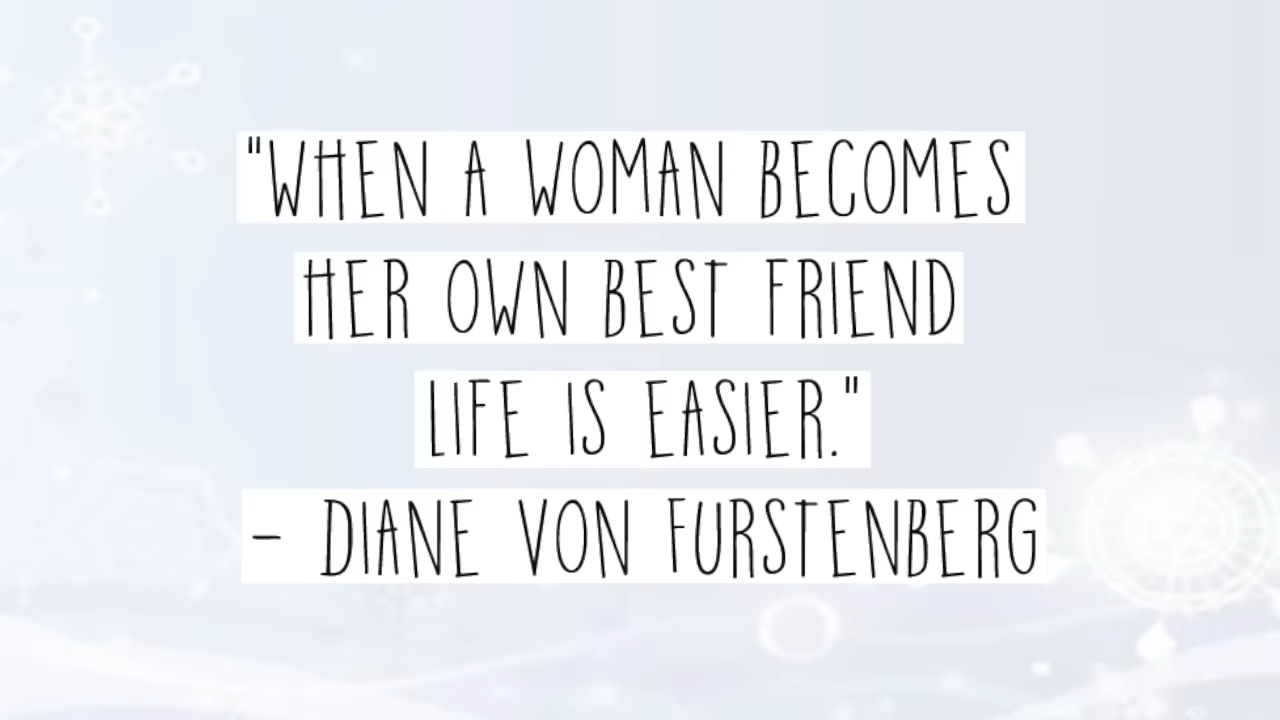 "WHEN A WOMAN BECOMES
HER OWN BEST FRIEND
LIFE IS EASIER."
- DIANE VON FURSTENBERG